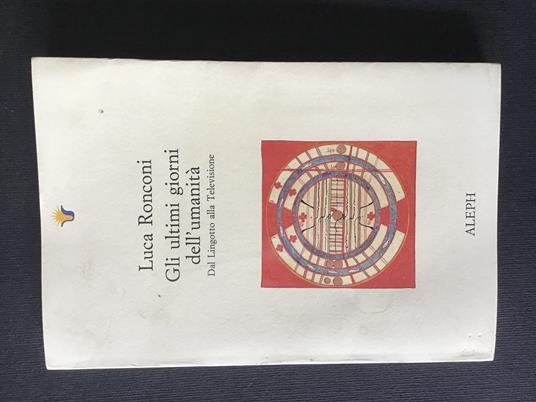 Luca Ronconi
Gli ultimi giorni
dell'umanità
Dal Lingotto alla Televisione
ALEPH